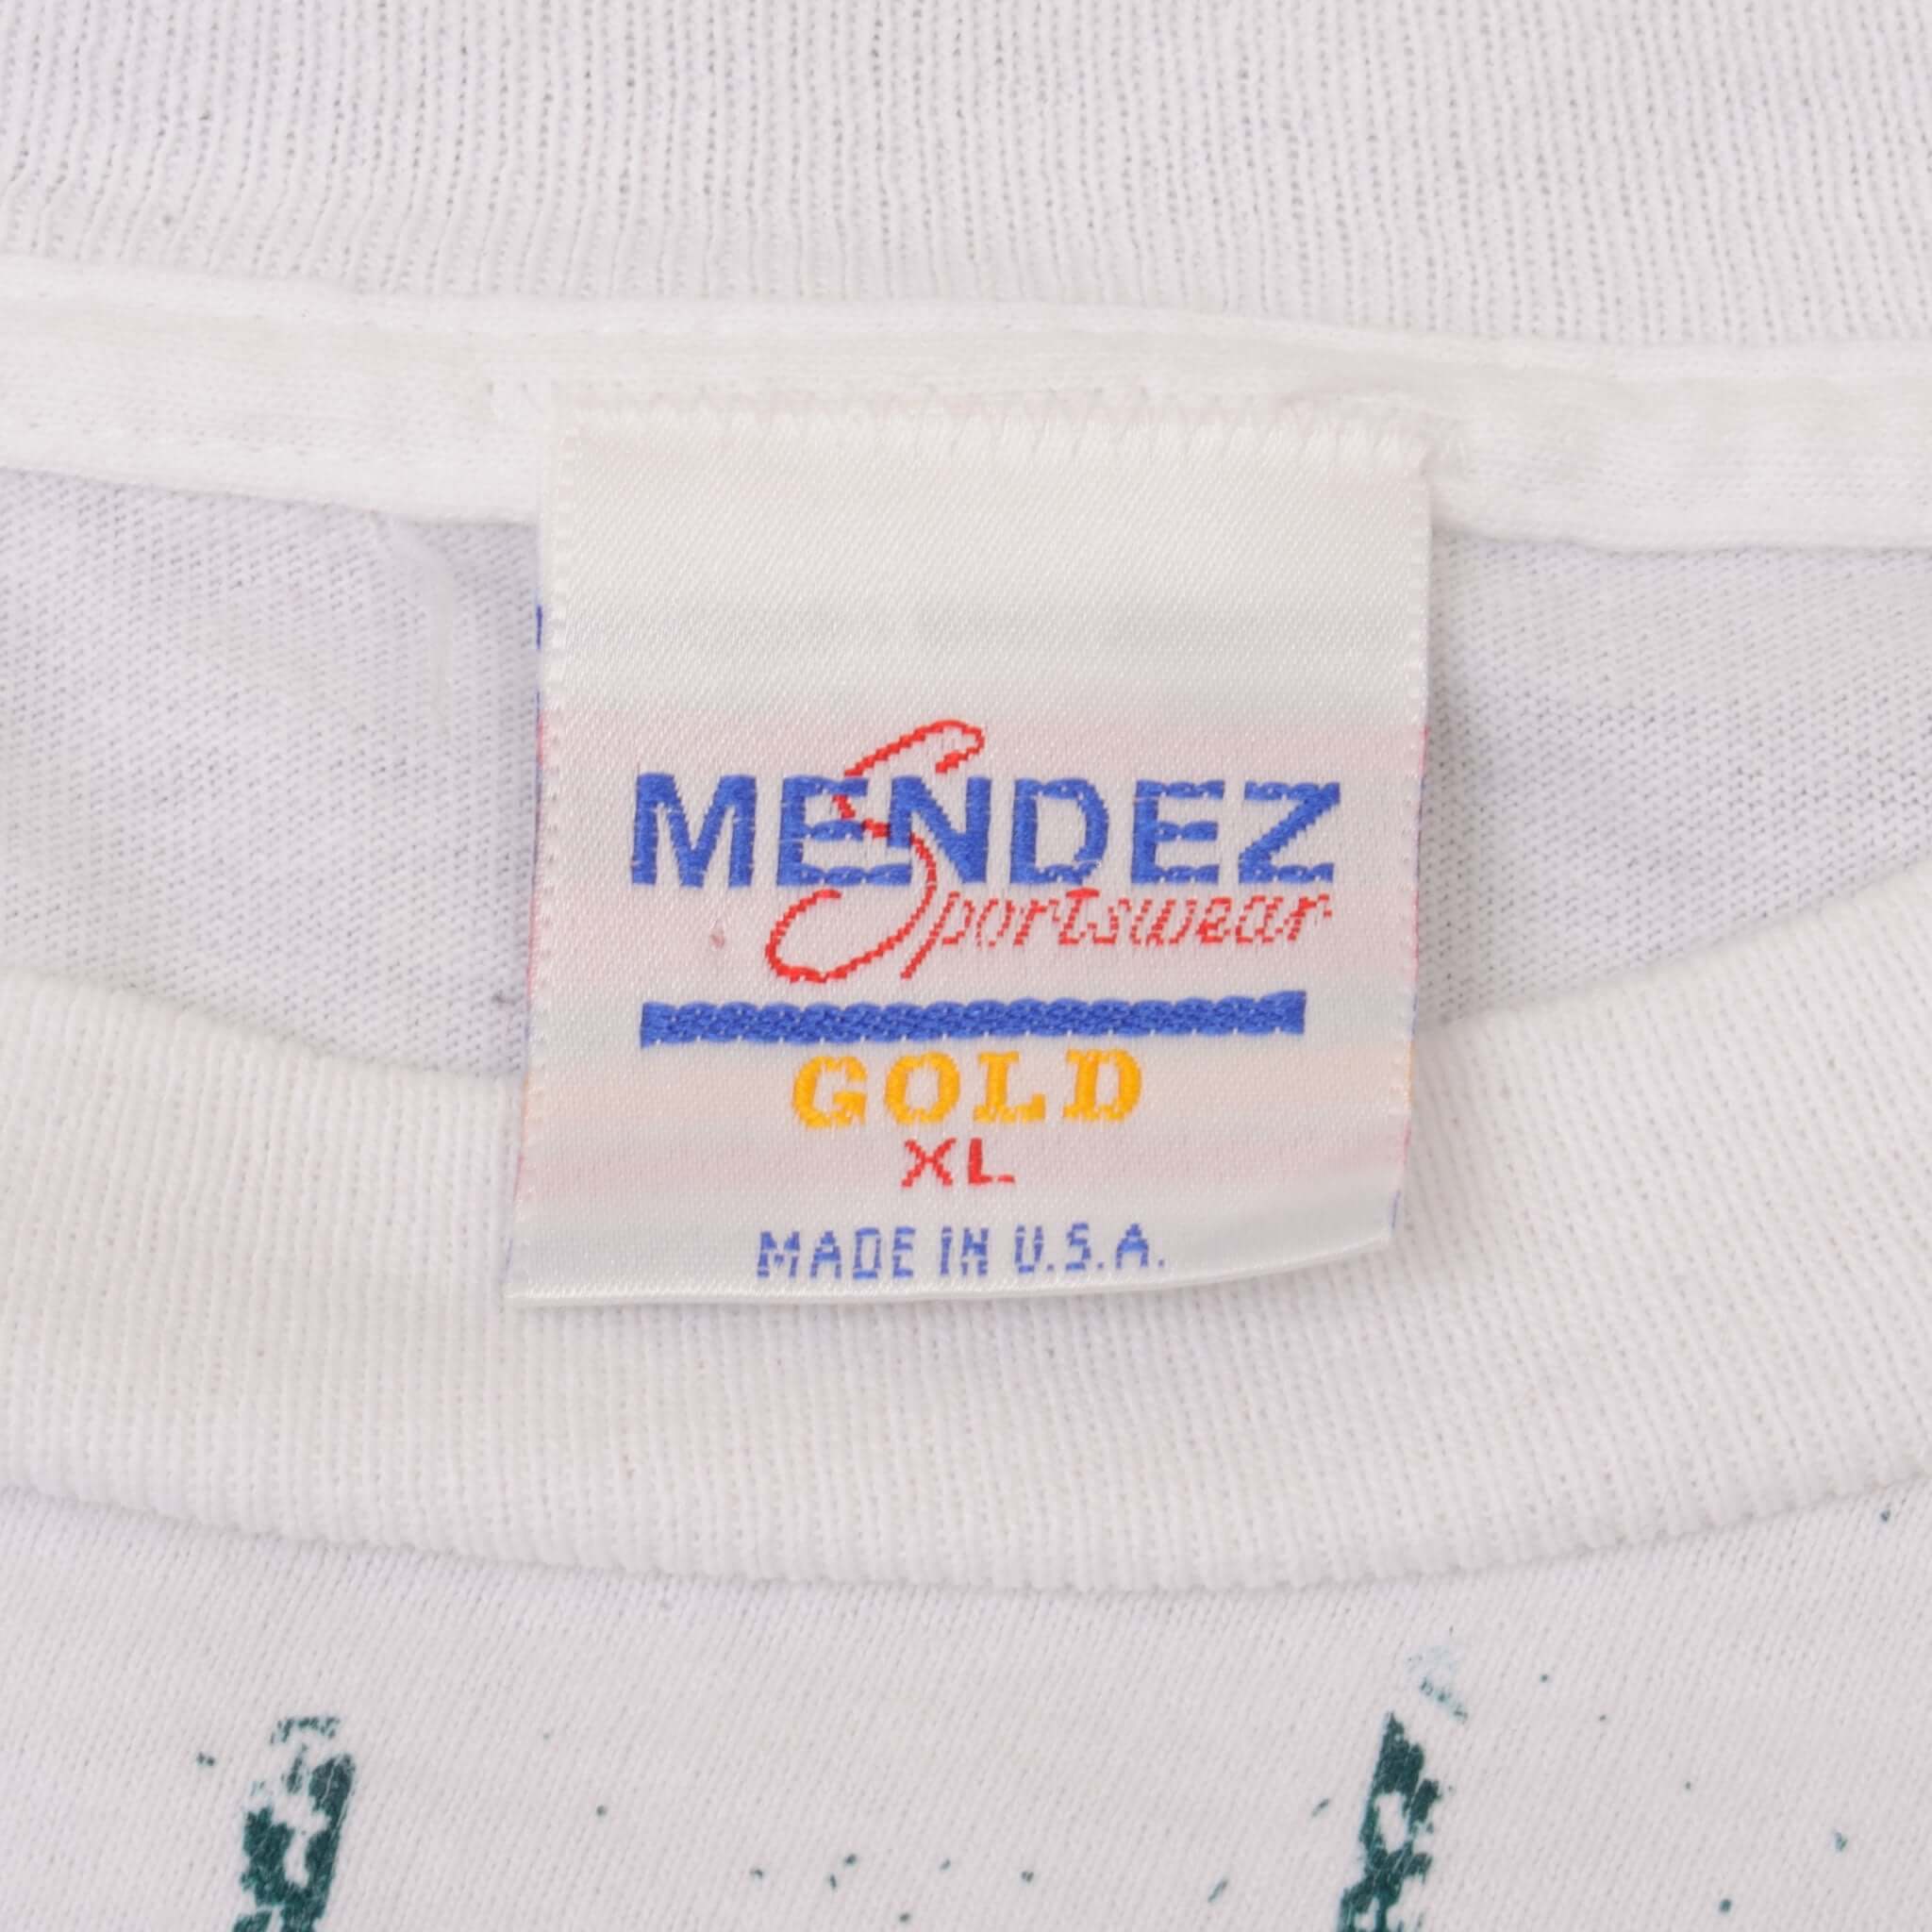 MENDEZ
Sportswear
GOLD
XL
MADE IN U.S.A.